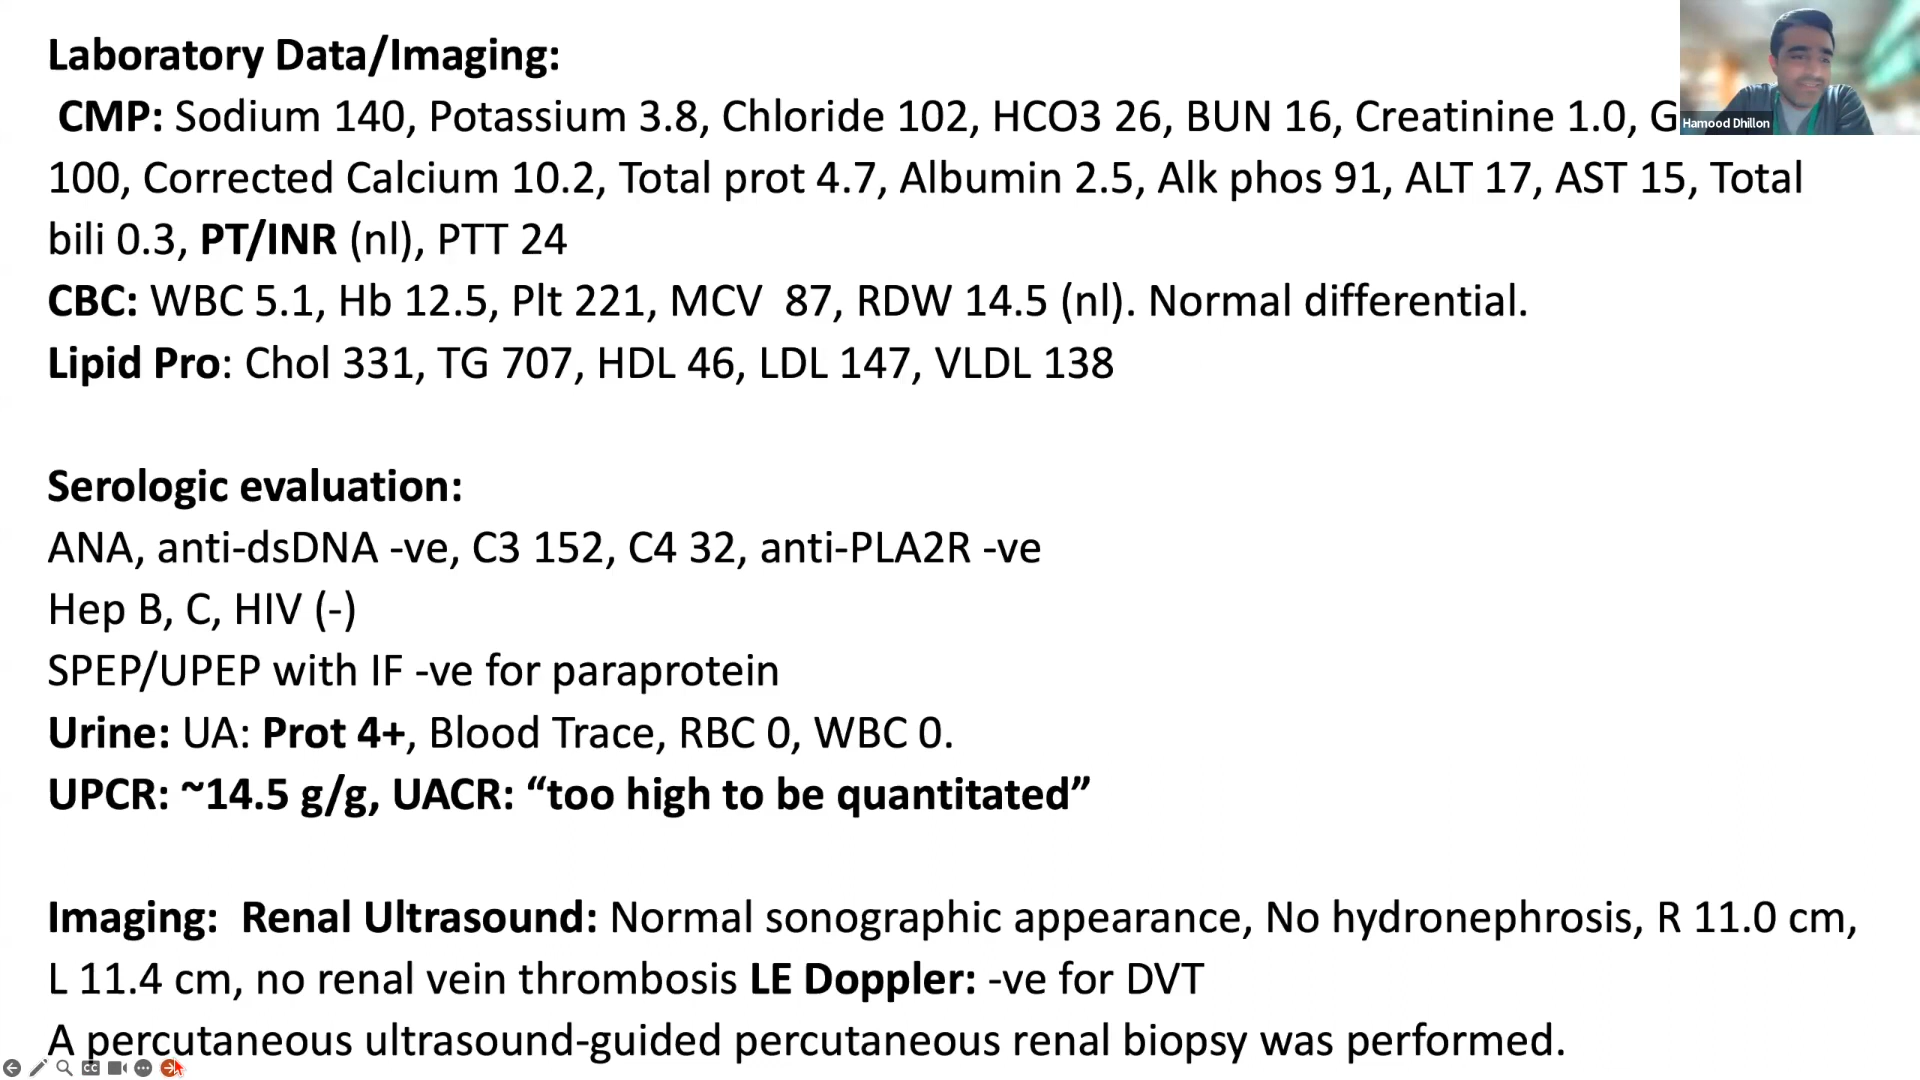 Laboratory Data/Imaging:
CMP: Sodium 140, Potassium 3.8, Chloride 102, HCO3 26, BUN 16, Creatinine 1.0, G
Hamood Dhillon
100, Corrected Calcium 10.2, Total prot 4.7, Albumin 2.5, Alk phos 91, ALT 17, AST 15, Total
bili 0.3, PT/INR (nl), PTT 24
CBC: WBC 5.1, Hb 12.5, Plt 221, MCV 87, RDW 14.5 (nl). Normal differential.
Lipid Pro: Chol 331, TG 707, HDL 46, LDL 147, VLDL 138
Serologic evaluation:
ANA, anti-dsDNA -ve, C3 152, C4 32, anti-PLA2R -ve
Hep B, C, HIV (-)
SPEP/UPEP with IF -ve for paraprotein
Urine: UA: Prot 4+, Blood Trace, RBC 0, WBC 0.
UPCR: ~14.5 g/g, UACR: “too high to be quantitated”
Imaging: Renal Ultrasound: Normal sonographic appearance, No hydronephrosis, R 11.0 cm,
L 11.4 cm, no renal vein thrombosis LE Doppler: -ve for DVT
A percutaneous ultrasound-guided percutaneous renal biopsy was performed.
CC